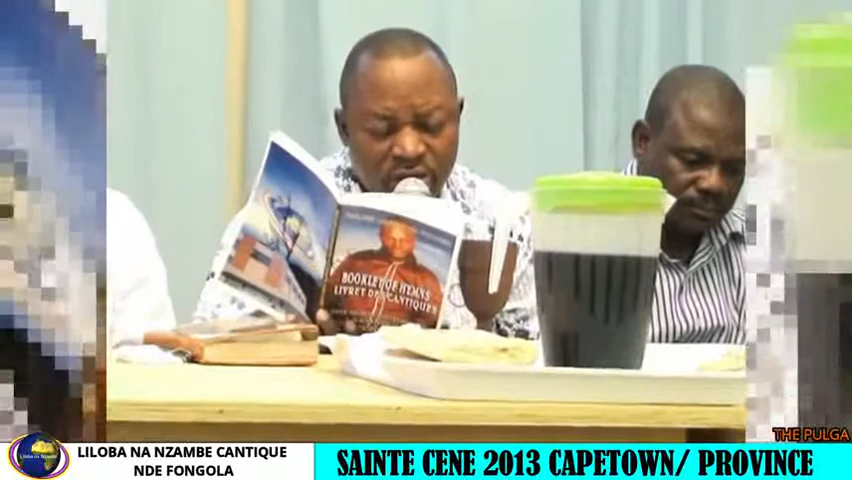 BOOKLET OF HYMNS
LIVRET DES CANTIQUES
THE PULGA
LILOBA NA NZAMBE CANTIQUE
NDE FONGOLA
SAINTE CENE 2013 CAPETOWN/ PROVINCE